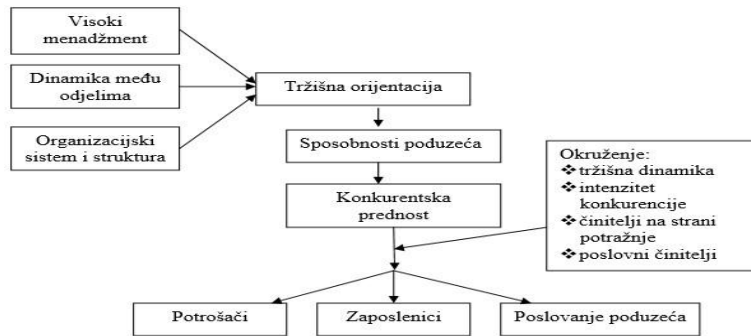 Visoki
menadžment
Dinamika među
odjelima
Organizacijski
sistem i struktura
Tržišna orijentacija
Sposobnosti poduzeća
Konkurentska
prednost
Okruženje:
❖tržišna dinamika
❖intenzitet
konkurencije
❖činitelji na strani
potražnje
❖poslovni činitelji
Potrošači
Zaposlenici
Poslovanje poduzeća